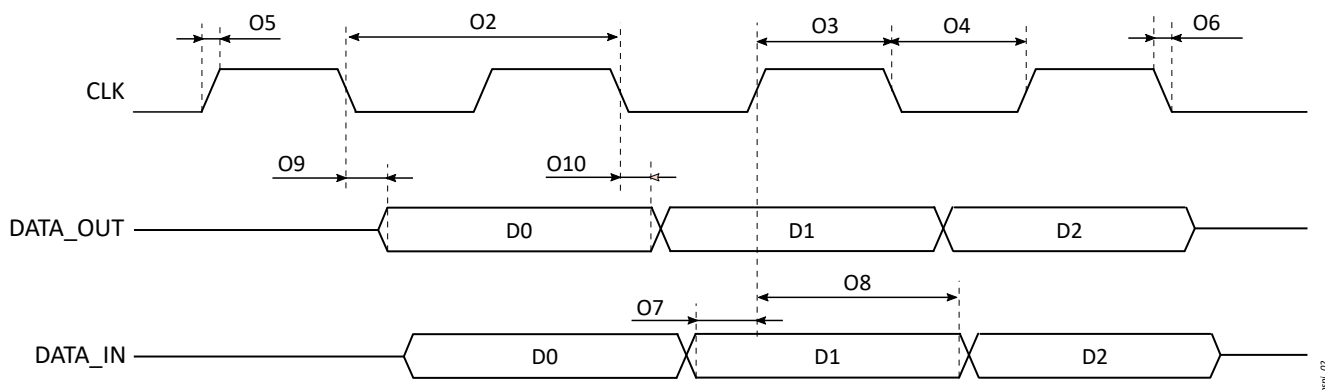 O5 O2 O3 O4 O6
CLK
O9 O10
DATA_OUT D0 D1 D2
O7 O8
DATA_IN D0 D1 D2